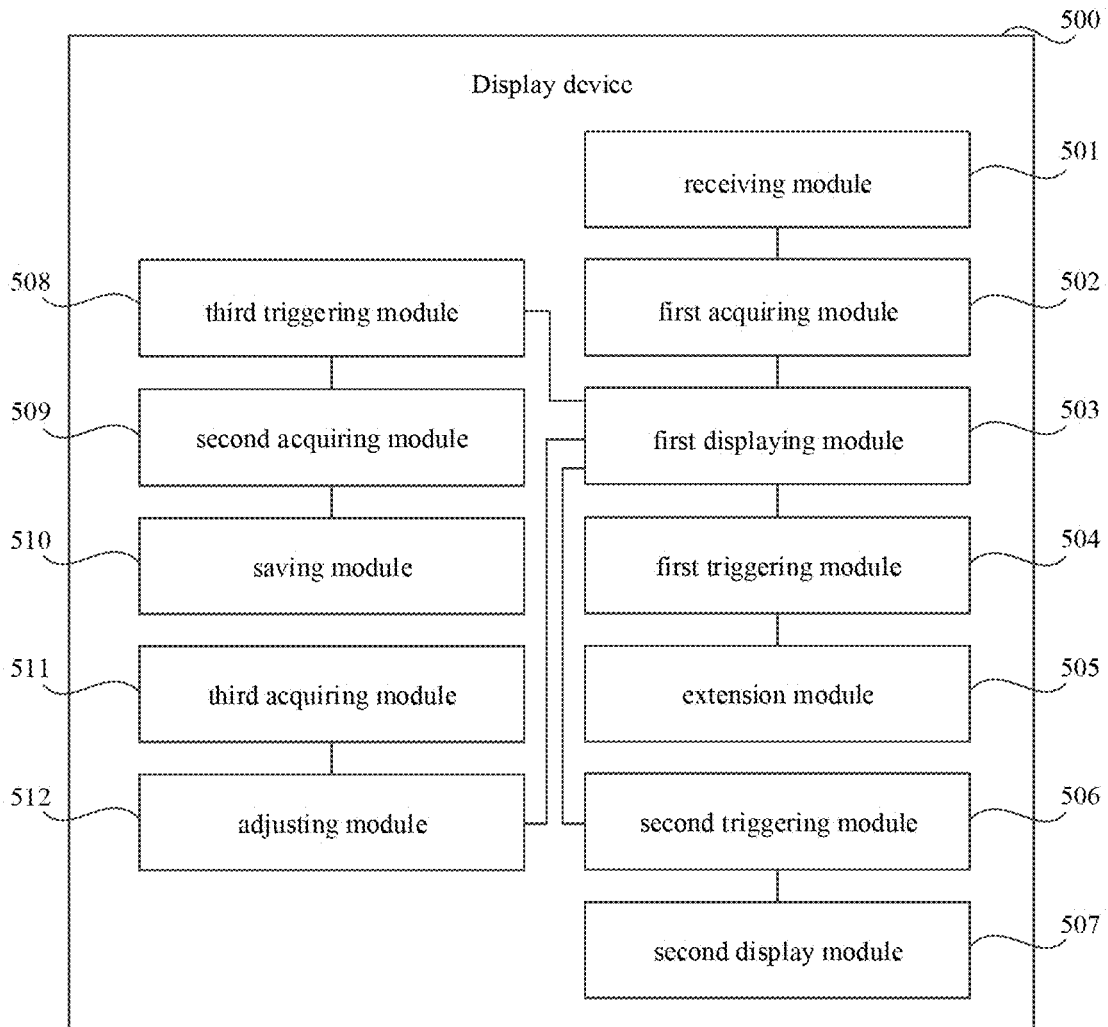 500
Display device
501
receiving module
508
third triggering module
502
first acquiring module
509
second acquiring module
503
first displaying module
510
saving module
504
first triggering module
511
third acquiring module
505
extension module
512
adjusting module
506
second triggering module
507
second display module